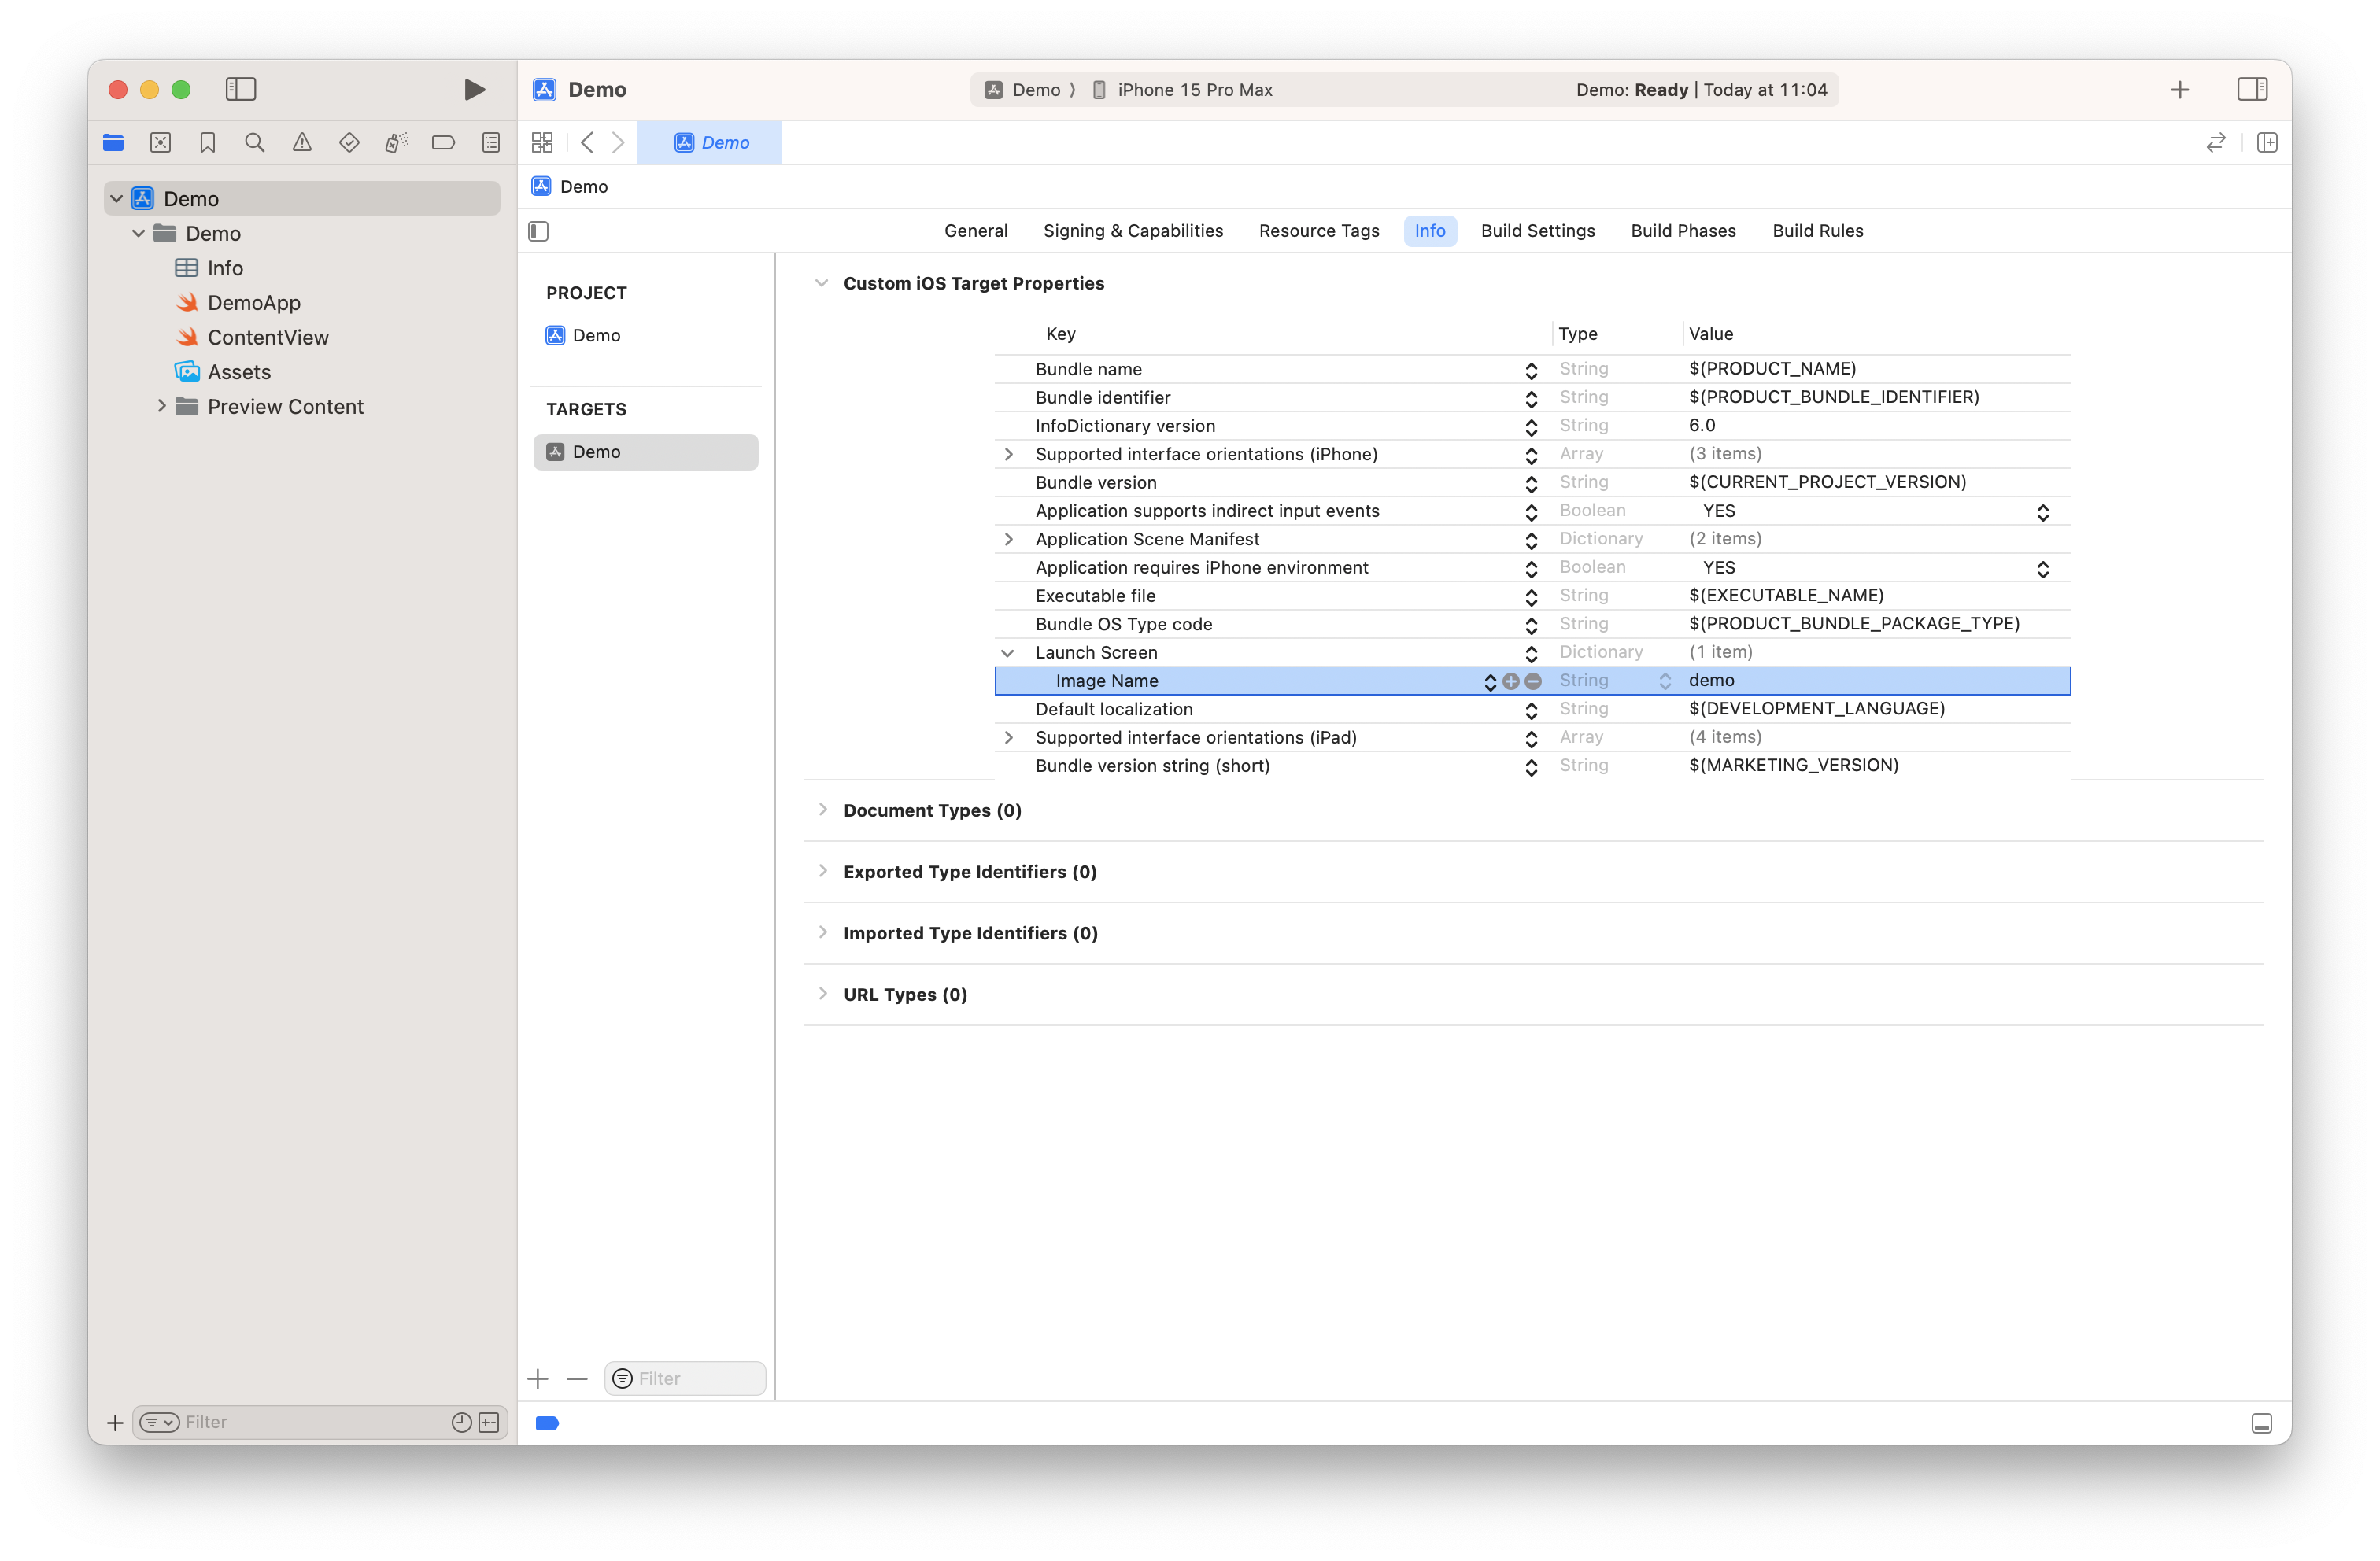 Demo
Demo
iPhone 15 Pro Max
Demo: Ready | Today at 11:04
Demo
Demo
Demo
Demo
Info
DemoApp
ContentView
Assets
Preview Content
General
Signing & Capabilities
Resource Tags
Info
Build Settings
Build Phases
Build Rules
PROJECT
Demo
TARGETS
Demo
Custom iOS Target Properties
Key Type Value
Bundle name String $(PRODUCT_NAME)
Bundle identifier String $(PRODUCT_BUNDLE_IDENTIFIER)
InfoDictionary version String 6.0
Supported interface orientations (iPhone) Array (3 items)
Bundle version String $(CURRENT_PROJECT_VERSION)
Application supports indirect input events Boolean YES
Application Scene Manifest Dictionary (2 items)
Application requires iPhone environment Boolean YES
Executable file String $(EXECUTABLE_NAME)
Bundle OS Type code String $(PRODUCT_BUNDLE_PACKAGE_TYPE)
Launch Screen Dictionary (1 item)
Image Name String demo
Default localization String $(DEVELOPMENT_LANGUAGE)
Supported interface orientations (iPad) Array (4 items)
Bundle version string (short) String $(MARKETING_VERSION)
Document Types (0)
Exported Type Identifiers (0)
Imported Type Identifiers (0)
URL Types (0)
Filter
Filter